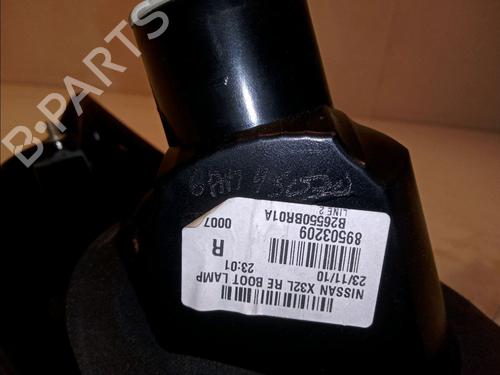 B-PARTS
NISSAN X32L RE BOOT LAMP
23/11/10 23:01
89503209 R
B26550BR01A 0007
LINE 2